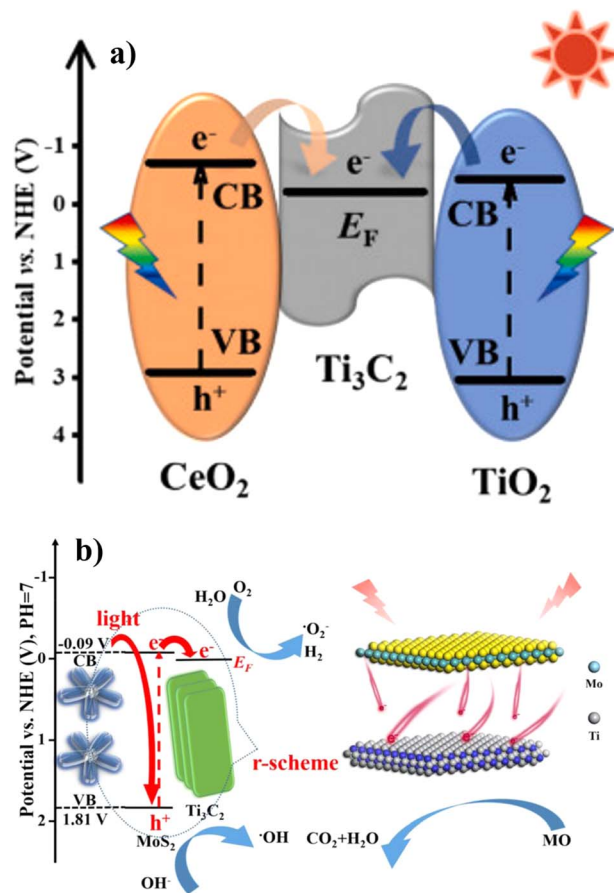 a)
Potential vs. NHE (V)
-1
0
1
2
3
4
e⁻
CB
VB
h⁺
CeO₂
e⁻
E_F
Ti₃C₂
e⁻
CB
VB
h⁺
TiO₂
b)
Potential vs. NHE (V), PH=7
-1
0
1
2
light
-0.09 V
CB
VB
1.81 V
e⁻
e⁻
E_F
h⁺
MoS₂
Ti₃C₂
H₂O O₂
·O₂⁻
H₂
r-scheme
·OH
OH⁻
CO₂+H₂O
MO
Mo
Ti
e⁻
e⁻
e⁻
e⁻
e⁻
e⁻